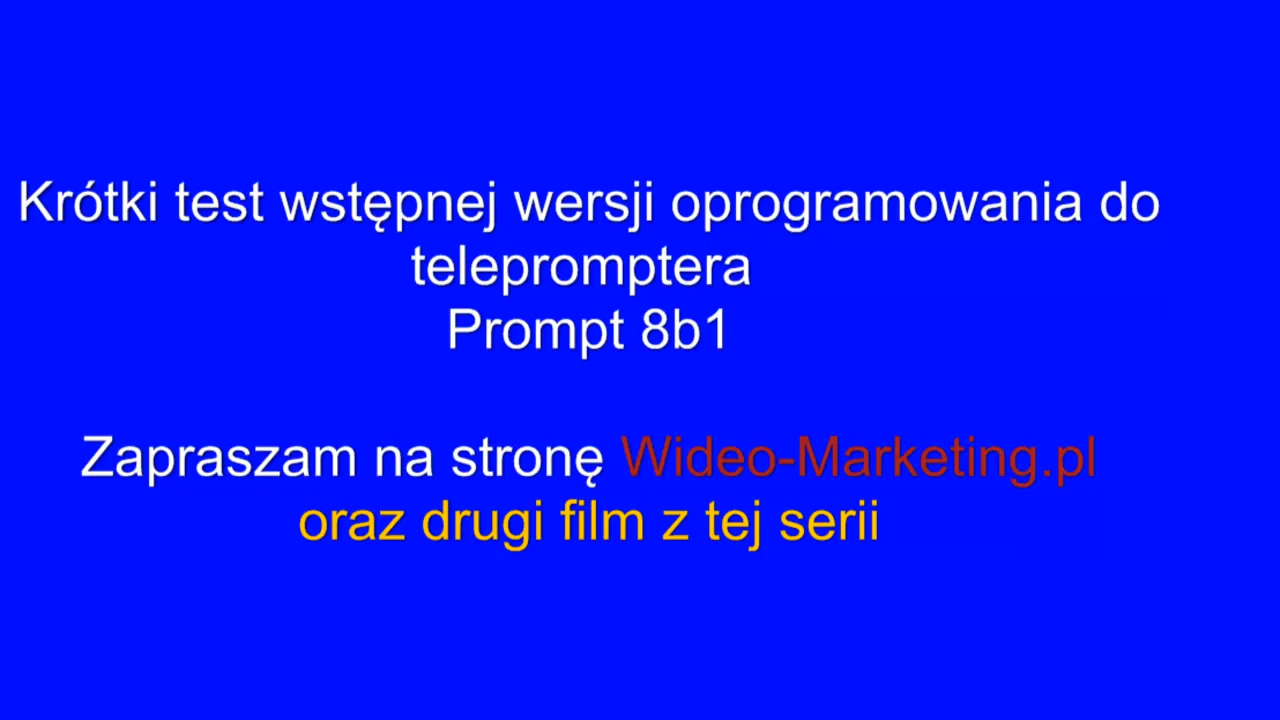 Krótki test wstępnej wersji oprogramowania do
telepromptera
Prompt 8b1
Zapraszam na stronę Wideo-Marketing.pl
oraz drugi film z tej serii